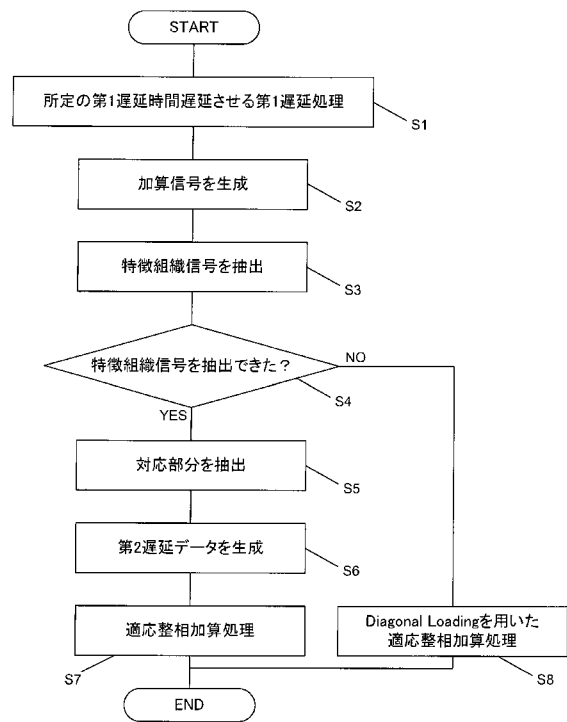 START
所定の第1遅延時間遅延させる第1遅延処理
S1
加算信号を生成
S2
特徴組織信号を抽出
S3
特徴組織信号を抽出できた？
NO
S4
YES
対応部分を抽出
S5
第2遅延データを生成
S6
適応整相加算処理
S7
Diagonal Loadingを用いた
適応整相加算処理
S8
END